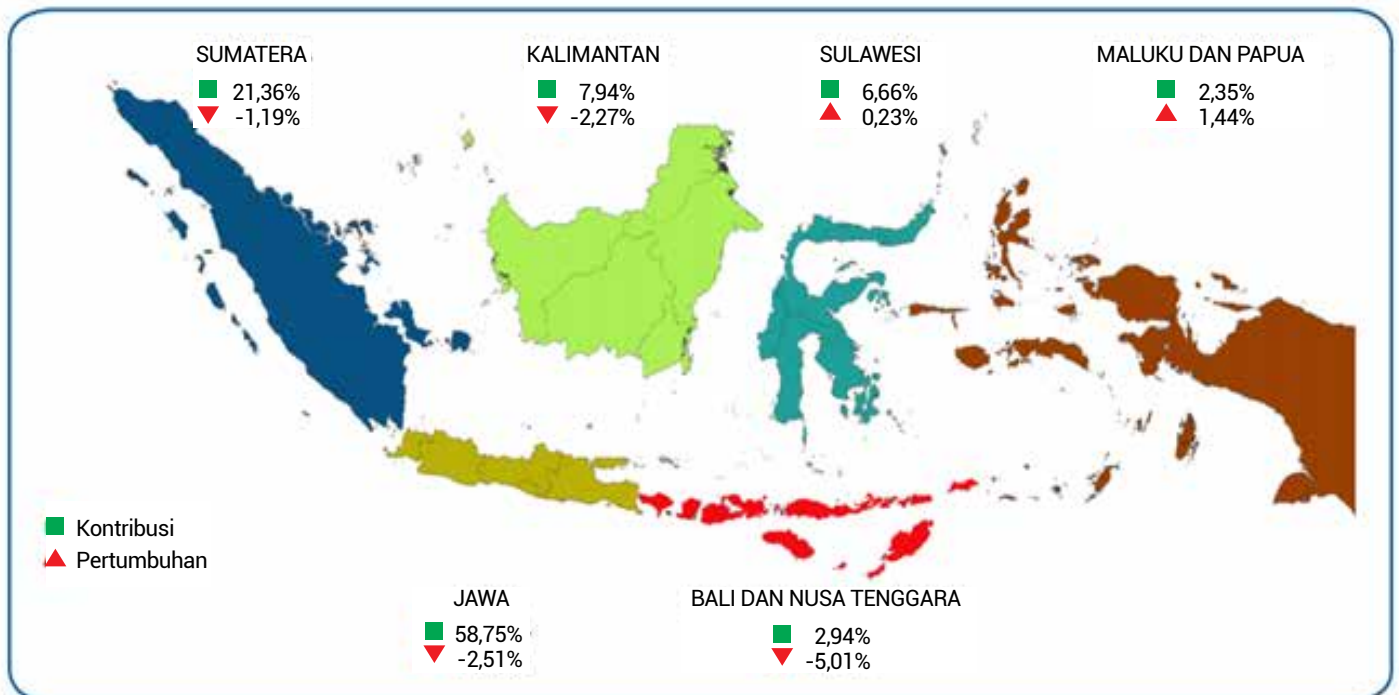 SUMATERA
21,36%
-1,19%
KALIMANTAN
7,94%
-2,27%
SULAWESI
6,66%
0,23%
MALUKU DAN PAPUA
2,35%
1,44%
Kontribusi
Pertumbuhan
JAWA
58,75%
-2,51%
BALI DAN NUSA TENGGARA
2,94%
-5,01%